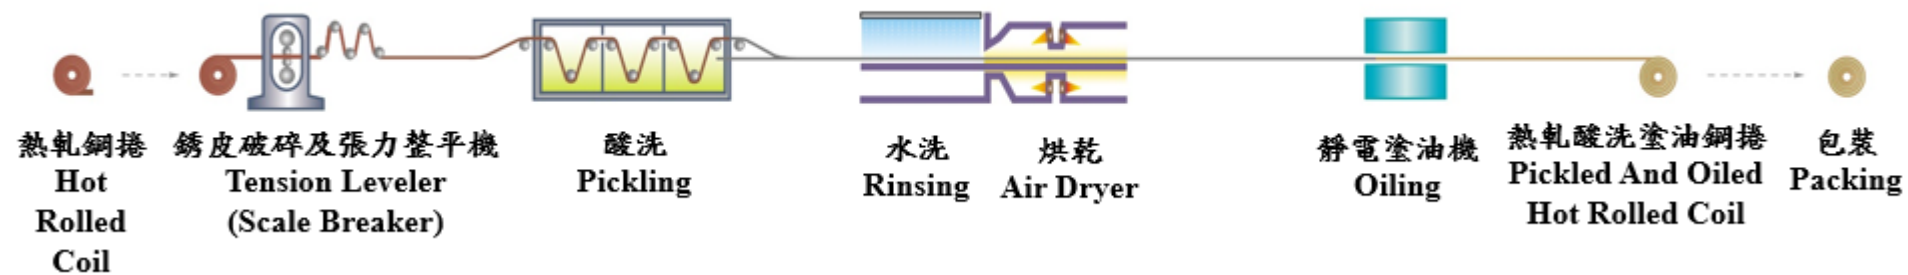 熱軋鋼捲
Hot
Rolled
Coil
銹皮破碎及張力整平機
Tension Leveler
(Scale Breaker)
酸洗
Pickling
水洗
Rinsing
烘乾
Air Dryer
靜電塗油機
Oiling
熱軋酸洗塗油鋼捲
Pickled And Oiled
Hot Rolled Coil
包裝
Packing